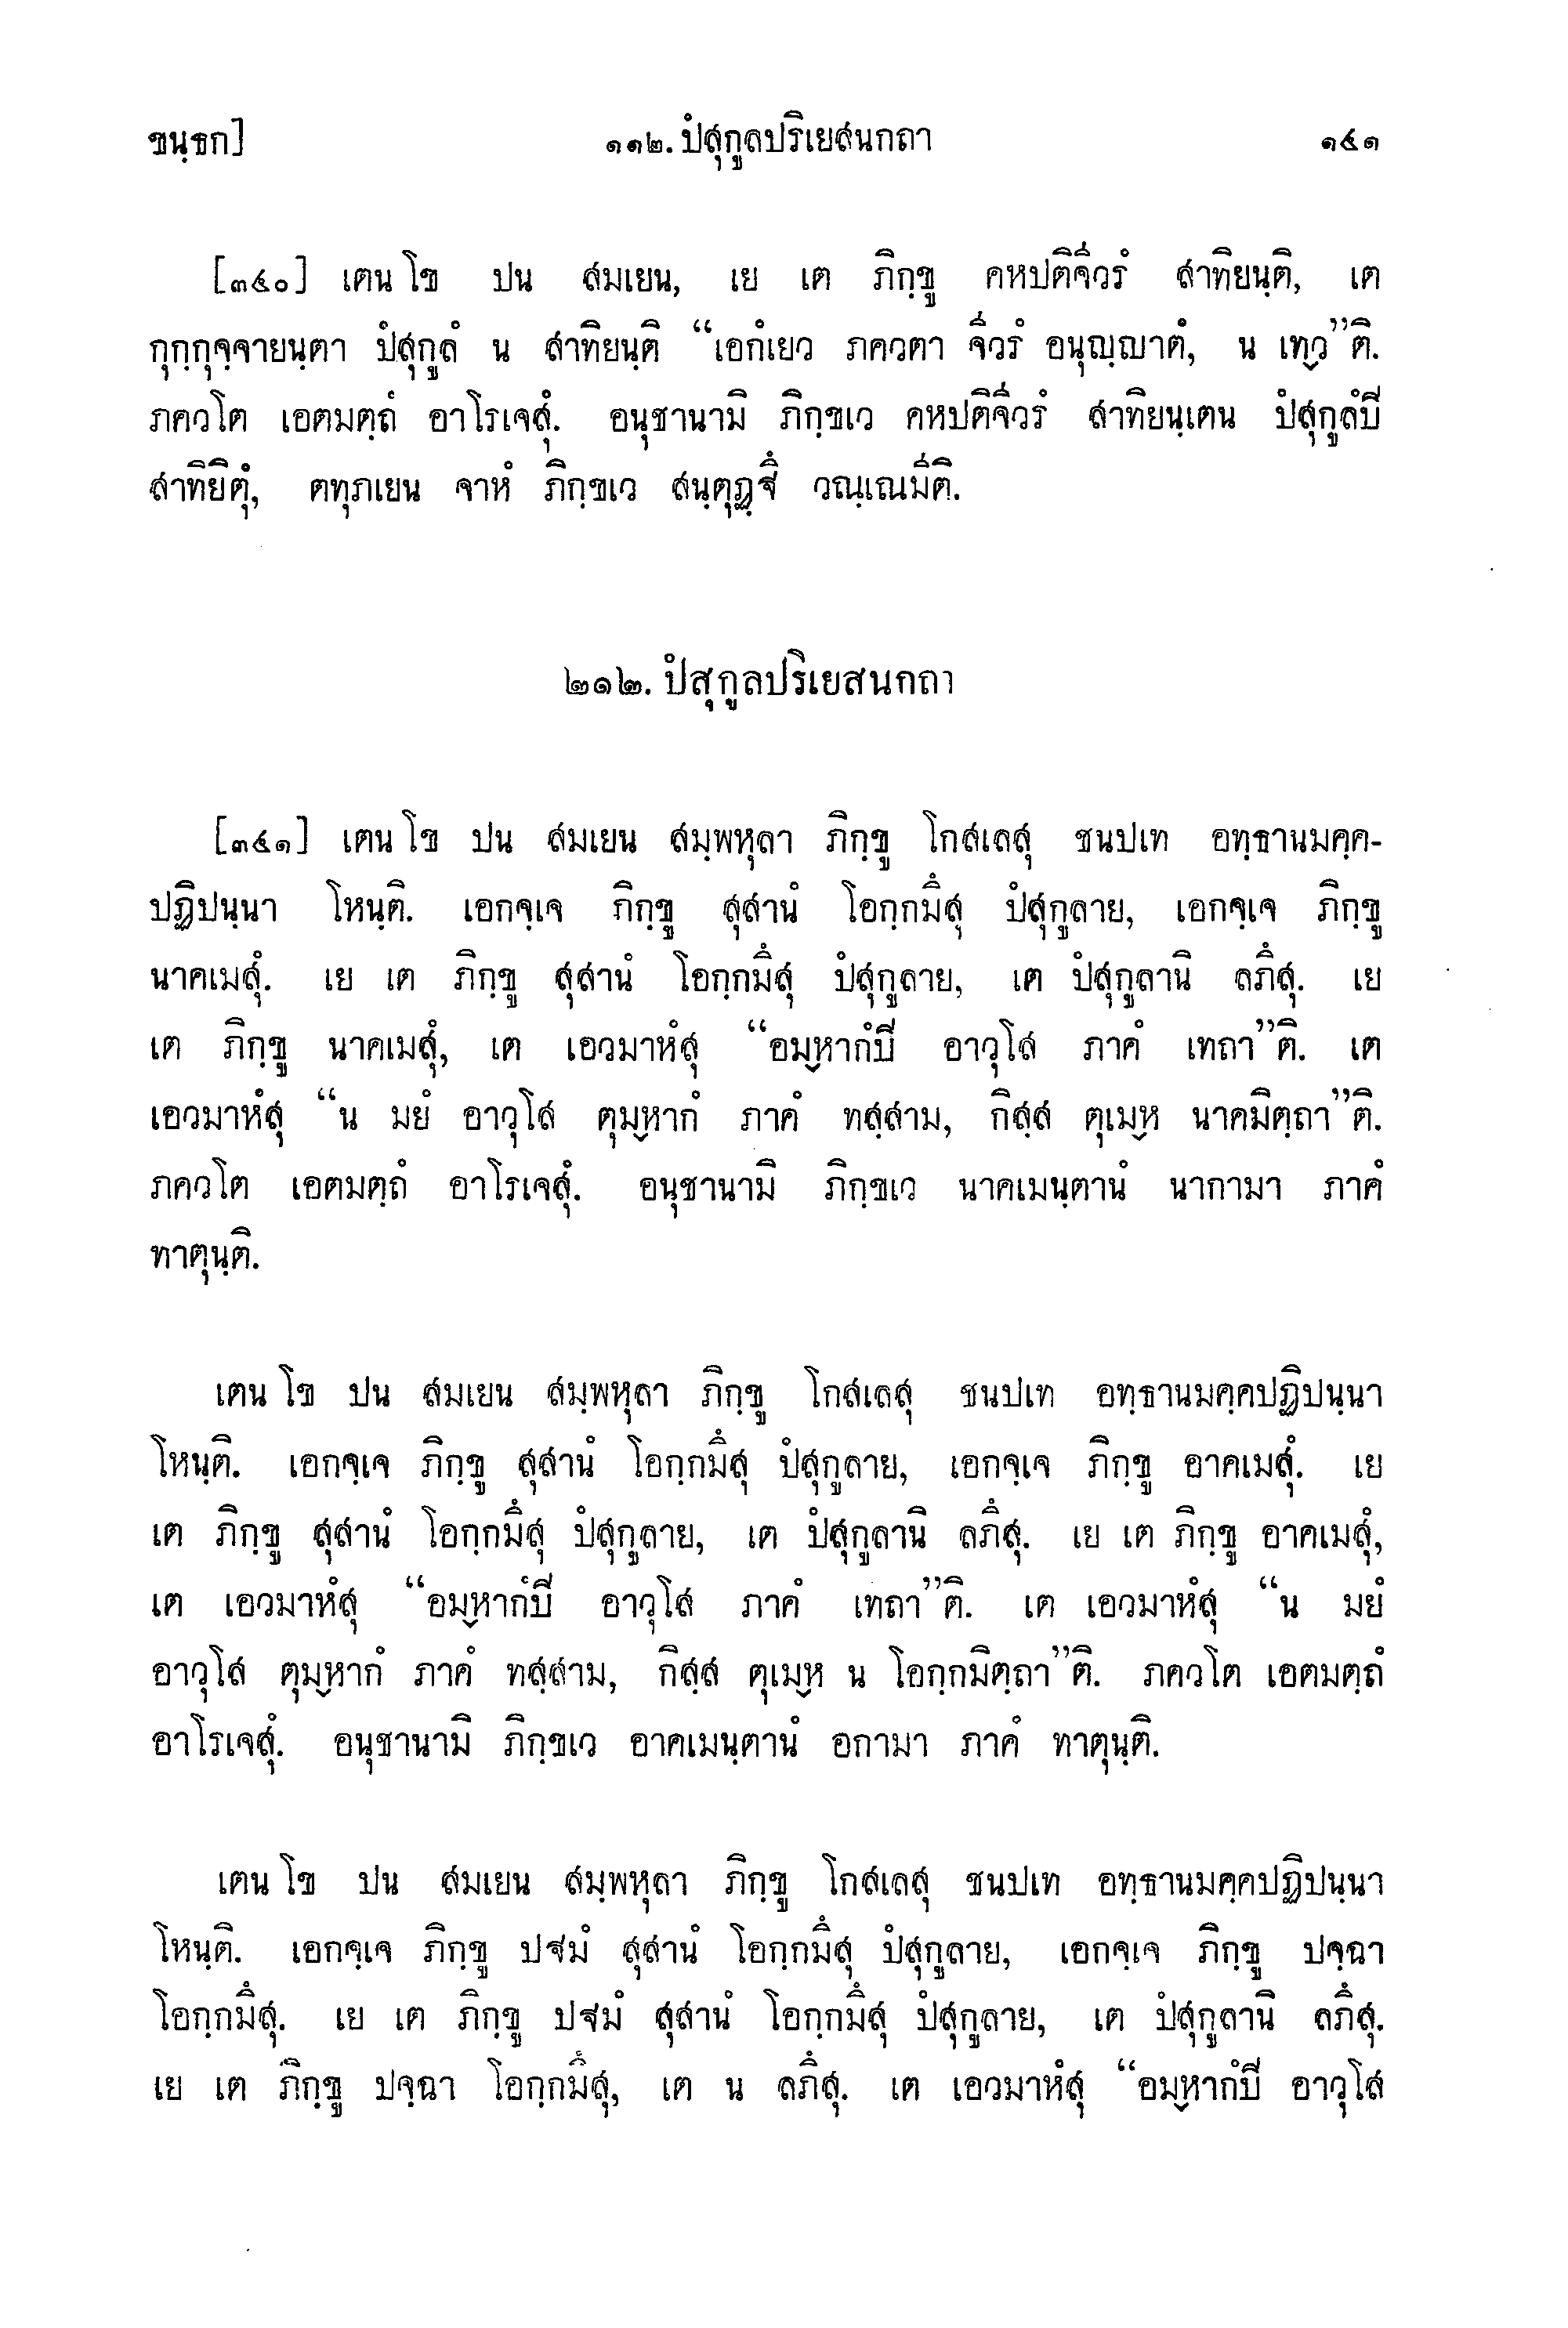 ขนฺธก] ๑๑๒. ปํสุกูลปริเยสนกถา ๑๔๑
[๓๔๐] เตน โข ปน สมเยน, เย เต ภิกฺขู คหปติจีวรํ สาทิยนฺติ, เต
กุกฺกุจฺจายนฺตา ปํสุกูลํ น สาทิยนฺติ “เอกํเยว ภควตา จีวรํ อนุญฺญาตํ, น เทฺว”ติ.
ภควโต เอตมตฺถํ อาโรเจสุํ. อนุชานามิ ภิกฺขเว คหปติจีวรํ สาทิยนฺเตน ปํสุกูลํปิ
สาทิยิตุํ, ตทุภเยน จาหํ ภิกฺขเว สนฺตุฏฺฐึ วณฺเณมีติ.
๒๑๒. ปํสุกูลปริเยสนกถา
[๓๔๑] เตน โข ปน สมเยน สมฺพหุลา ภิกฺขู โกสเลสุ ชนปเท อทฺธานมคฺค-
ปฏิปนฺนา โหนฺติ. เอกจฺเจ ภิกฺขู สุสานํ โอกฺกมึสุ ปํสุกูลาย, เอกจฺเจ ภิกฺขู
นาคเมสุํ. เย เต ภิกฺขู สุสานํ โอกฺกมึสุ ปํสุกูลาย, เต ปํสุกูลานิ ลภึสุ. เย
เต ภิกฺขู นาคเมสุํ, เต เอวมาหํสุ “อมฺหากํปิ อาวุโส ภาคํ เทถา”ติ. เต
เอวมาหํสุ “น มยํ อาวุโส ตุมฺหากํ ภาคํ ทสฺสาม, กิสฺส ตุเมฺห นาคมิตฺถา”ติ.
ภควโต เอตมตฺถํ อาโรเจสุํ. อนุชานามิ ภิกฺขเว นาคเมนฺตานํ นากามา ภาคํ
ทาตุนฺติ.
เตน โข ปน สมเยน สมฺพหุลา ภิกฺขู โกสเลสุ ชนปเท อทฺธานมคฺคปฏิปนฺนา
โหนฺติ. เอกจฺเจ ภิกฺขู สุสานํ โอกฺกมึสุ ปํสุกูลาย, เอกจฺเจ ภิกฺขู อาคเมสุํ. เย
เต ภิกฺขู สุสานํ โอกฺกมึสุ ปํสุกูลาย, เต ปํสุกูลานิ ลภึสุ. เย เต ภิกฺขู อาคเมสุํ,
เต เอวมาหํสุ “อมฺหากํปิ อาวุโส ภาคํ เทถา”ติ. เต เอวมาหํสุ “น มยํ
อาวุโส ตุมฺหากํ ภาคํ ทสฺสาม, กิสฺส ตุเมฺห น โอกฺกมิตฺถา”ติ. ภควโต เอตมตฺถํ
อาโรเจสุํ. อนุชานามิ ภิกฺขเว อาคเมนฺตานํ อกามา ภาคํ ทาตุนฺติ.
เตน โข ปน สมเยน สมฺพหุลา ภิกฺขู โกสเลสุ ชนปเท อทฺธานมคฺคปฏิปนฺนา
โหนฺติ. เอกจฺเจ ภิกฺขู ปฐมํ สุสานํ โอกฺกมึสุ ปํสุกูลาย, เอกจฺเจ ภิกฺขู ปจฺฉา
โอกฺกมึสุ. เย เต ภิกฺขู ปฐมํ สุสานํ โอกฺกมึสุ ปํสุกูลาย, เต ปํสุกูลานิ ลภึสุ.
เย เต ภิกฺขู ปจฺฉา โอกฺกมึสุ, เต น ลภึสุ. เต เอวมาหํสุ “อมฺหากํปิ อาวุโส